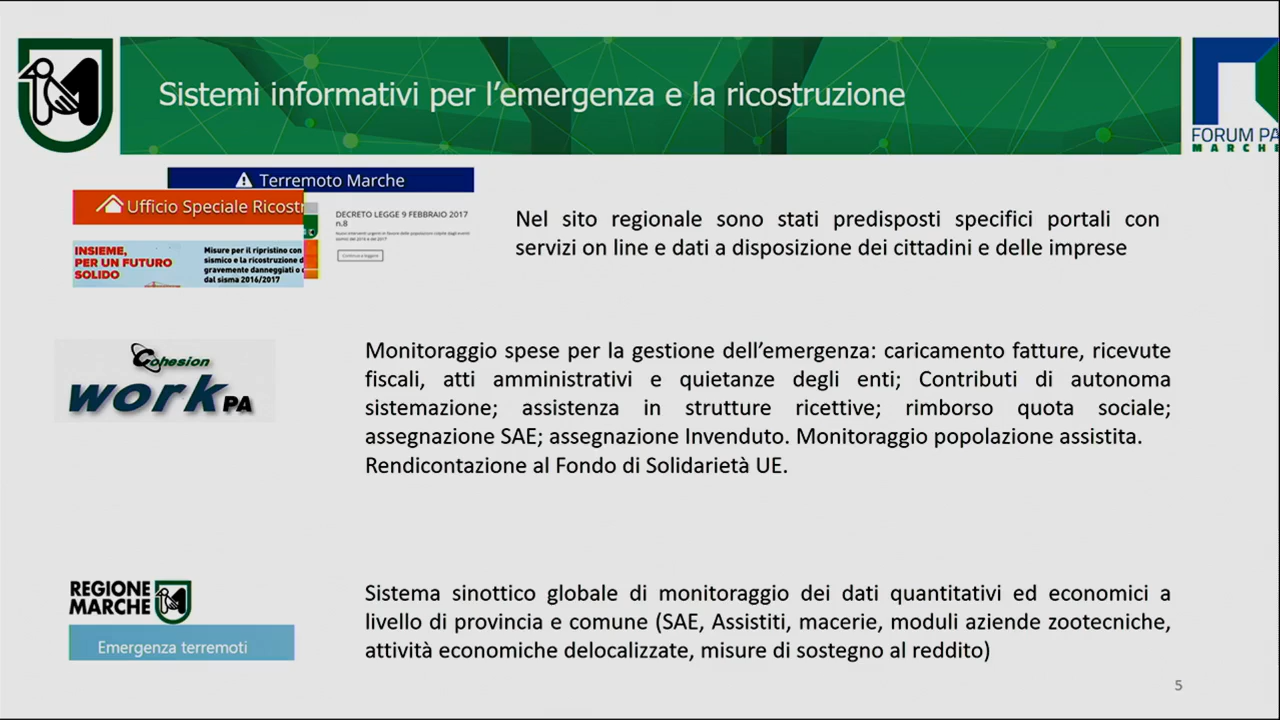 Sistemi informativi per l'emergenza e la ricostruzione
FORUM PA
MARCHE
Terremoto Marche
Ufficio Speciale Ricostr
DECRETO LEGGE 9 FEBBRAIO 2017
n.8
Continua a leggere
INSIEME,
PER UN FUTURO
SOLIDO
Misure per il ripristino con
sismico e la ricostruzione d
gravemente danneggiati o
dal sisma 2016/2017
Nel sito regionale sono stati predisposti specifici portali con
servizi on line e dati a disposizione dei cittadini e delle imprese
Cohesion
work PA
Monitoraggio spese per la gestione dell'emergenza: caricamento fatture, ricevute
fiscali, atti amministrativi e quietanze degli enti; Contributi di autonoma
sistemazione; assistenza in strutture ricettive; rimborso quota sociale;
assegnazione SAE; assegnazione Invenduto. Monitoraggio popolazione assistita.
Rendicontazione al Fondo di Solidarietà UE.
REGIONE
MARCHE
Emergenza terremoti
Sistema sinottico globale di monitoraggio dei dati quantitativi ed economici a
livello di provincia e comune (SAE, Assistiti, macerie, moduli aziende zootecniche,
attività economiche delocalizzate, misure di sostegno al reddito)
5